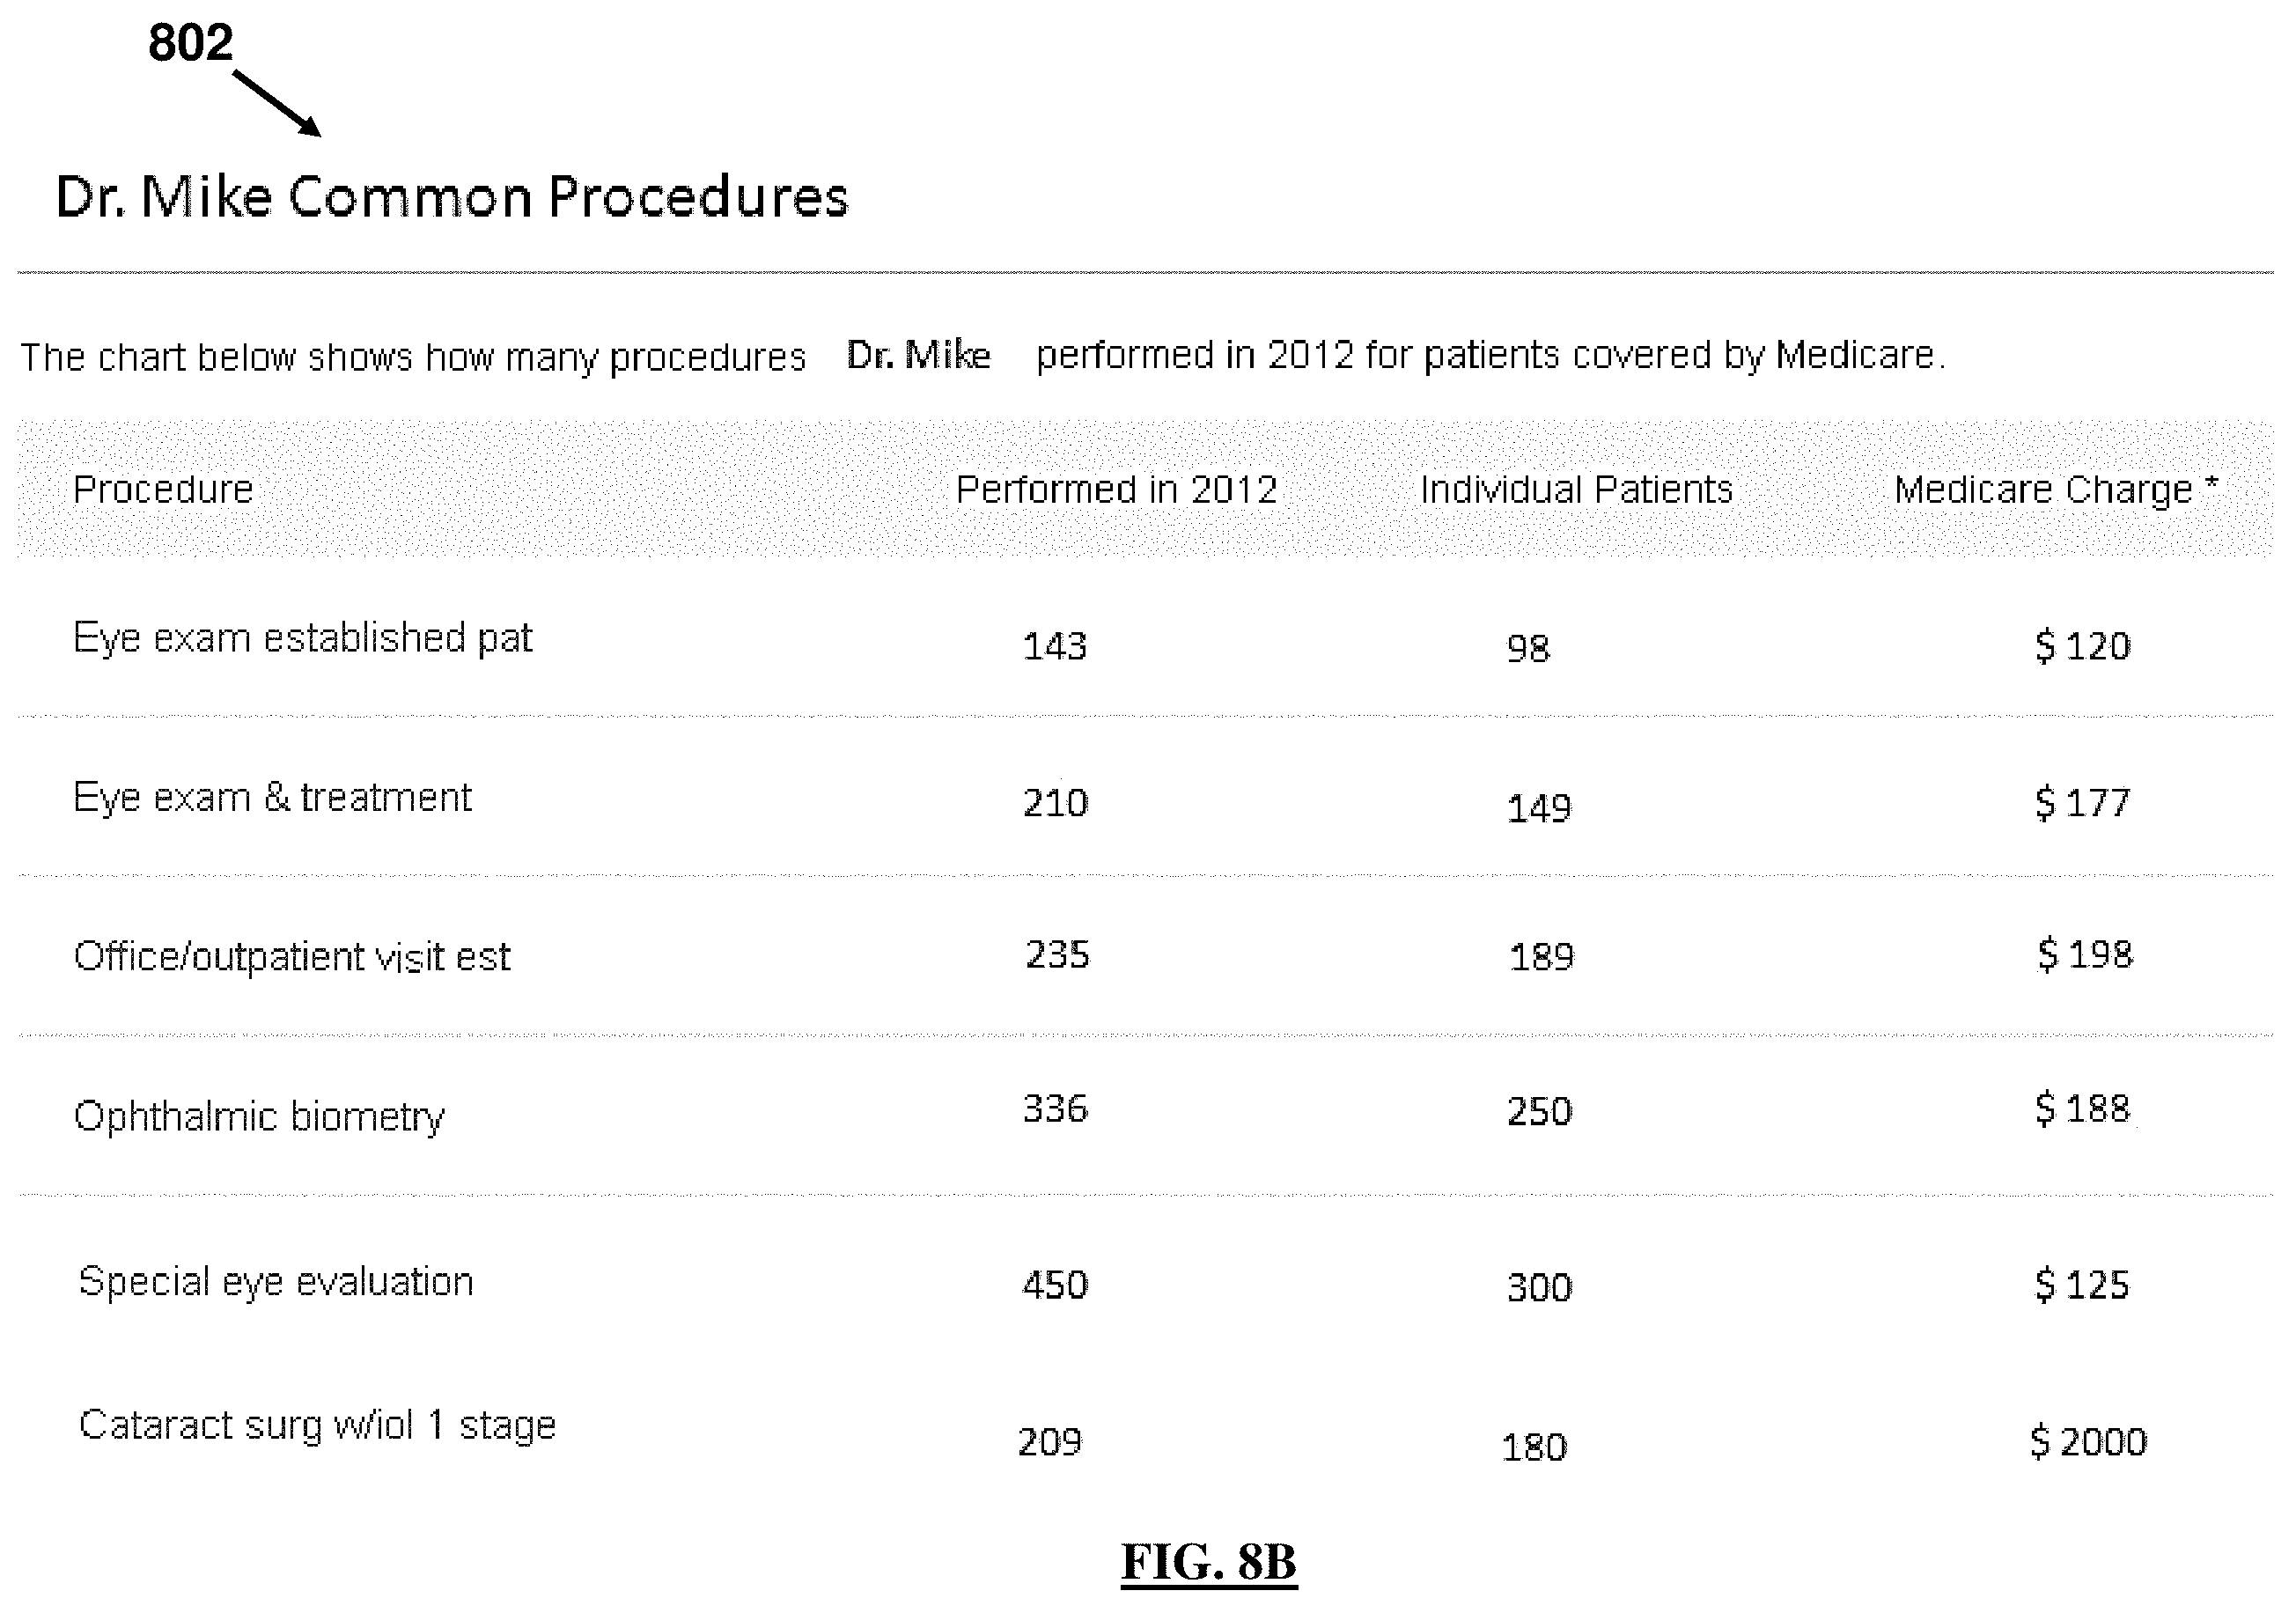 802
Dr. Mike Common Procedures
The chart below shows how many procedures Dr. Mike performed in 2012 for patients covered by Medicare.
Procedure Performed in 2012 Individual Patients Medicare Charge *
Eye exam established pat 143 98 $ 120
Eye exam & treatment 210 149 $ 177
Office/outpatient visit est 235 189 $ 198
Ophthalmic biometry 336 250 $ 188
Special eye evaluation 450 300 $ 125
Cataract surg w/iol 1 stage 209 180 $ 2000
FIG. 8B